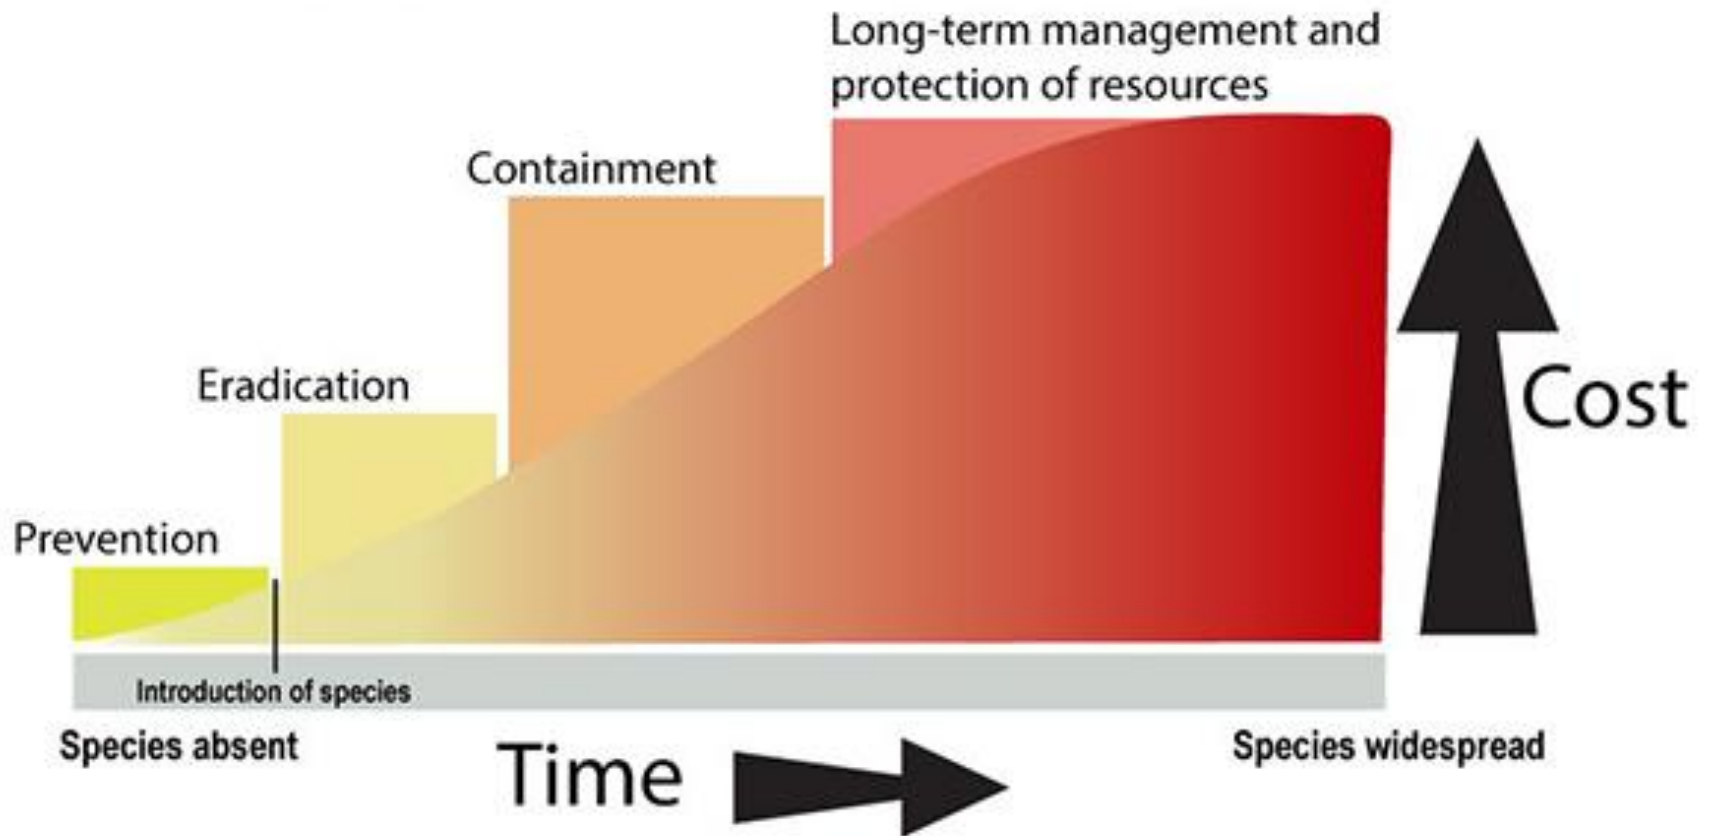 Long-term management and
protection of resources
Containment
Eradication
Prevention
Cost
Introduction of species
Species absent
Time
Species widespread